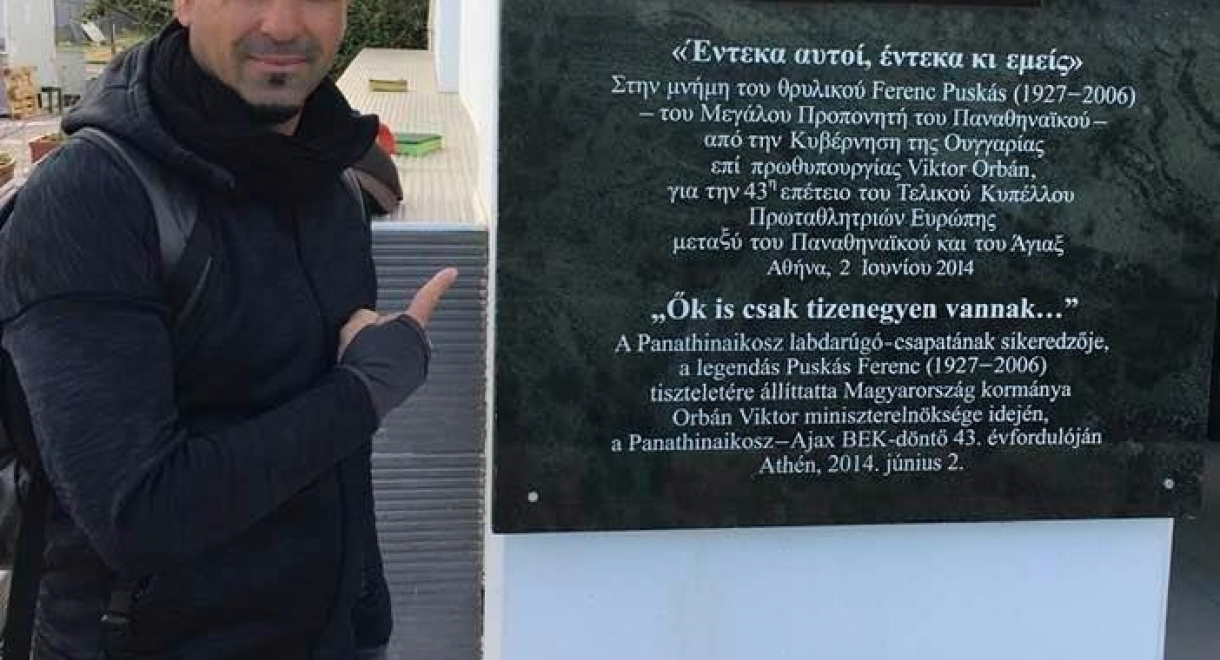 «Έντεκα αυτοί, έντεκα κι εμείς»
Στην μνήμη του θρυλικού Ferenc Puskás (1927–2006)
– του Μεγάλου Προπονητή του Παναθηναϊκού –
από την Κυβέρνηση της Ουγγαρίας
επί πρωθυπουργίας Viktor Orbán,
για την 43η επέτειο του Τελικού Κυπέλλου
Πρωταθλητριών Ευρώπης
μεταξύ του Παναθηναϊκού και του Άγιαξ
Αθήνα, 2 Ιουνίου 2014
„Ők is csak tizenegyen vannak…”
A Panathinaikosz labdarúgó-csapatának sikeredzője,
a legendás Puskás Ferenc (1927–2006)
tiszteletére állíttatta Magyarország kormánya
Orbán Viktor miniszterelnöksége idején,
a Panathinaikosz–Ajax BEK-döntő 43. évfordulóján
Athén, 2014. június 2.